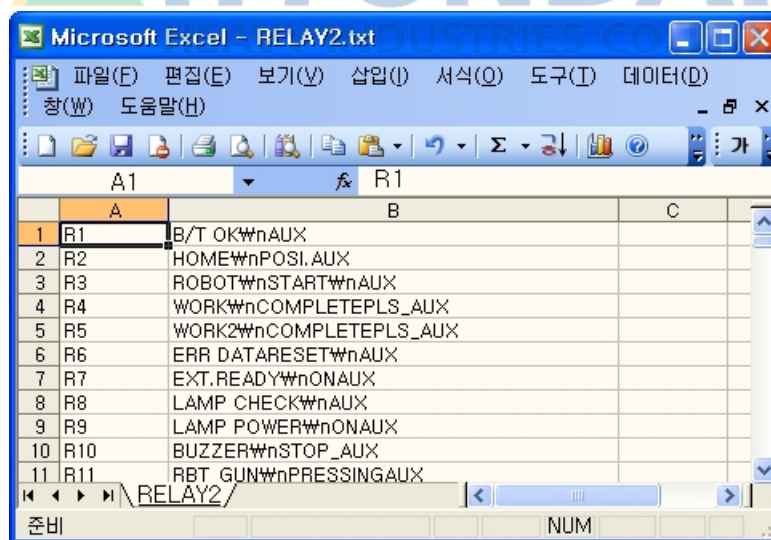 HYUNDAI
INDUSTRIES CO
Microsoft Excel - RELAY2.txt
파일(F) 편집(E) 보기(V) 삽입(I) 서식(O) 도구(T) 데이터(D)
창(W) 도움말(H)
가
A1 fx R1
A B C
1 R1 B/T OK₩nAUX
2 R2 HOME₩nPOSI.AUX
3 R3 ROBOT₩nSTART₩nAUX
4 R4 WORK₩nCOMPLETEPLS_AUX
5 R5 WORK2₩nCOMPLETEPLS_AUX
6 R6 ERR DATARESET₩nAUX
7 R7 EXT.READY₩nONAUX
8 R8 LAMP CHECK₩nAUX
9 R9 LAMP POWER₩nONAUX
10 R10 BUZZER₩nSTOP_AUX
11 R11 RBT GUN₩nPRESSINGAUX
RELAY2
준비 NUM